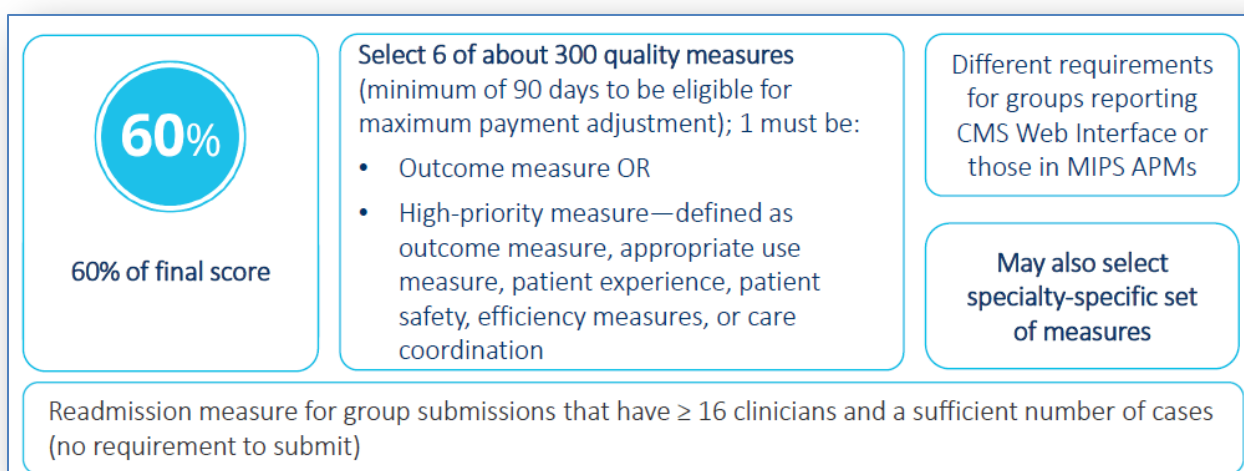 60%
60% of final score
Select 6 of about 300 quality measures
(minimum of 90 days to be eligible for
maximum payment adjustment); 1 must be:
• Outcome measure OR
• High-priority measure—defined as
outcome measure, appropriate use
measure, patient experience, patient
safety, efficiency measures, or care
coordination
Different requirements
for groups reporting
CMS Web Interface or
those in MIPS APMs
May also select
specialty-specific set
of measures
Readmission measure for group submissions that have ≥ 16 clinicians and a sufficient number of cases
(no requirement to submit)